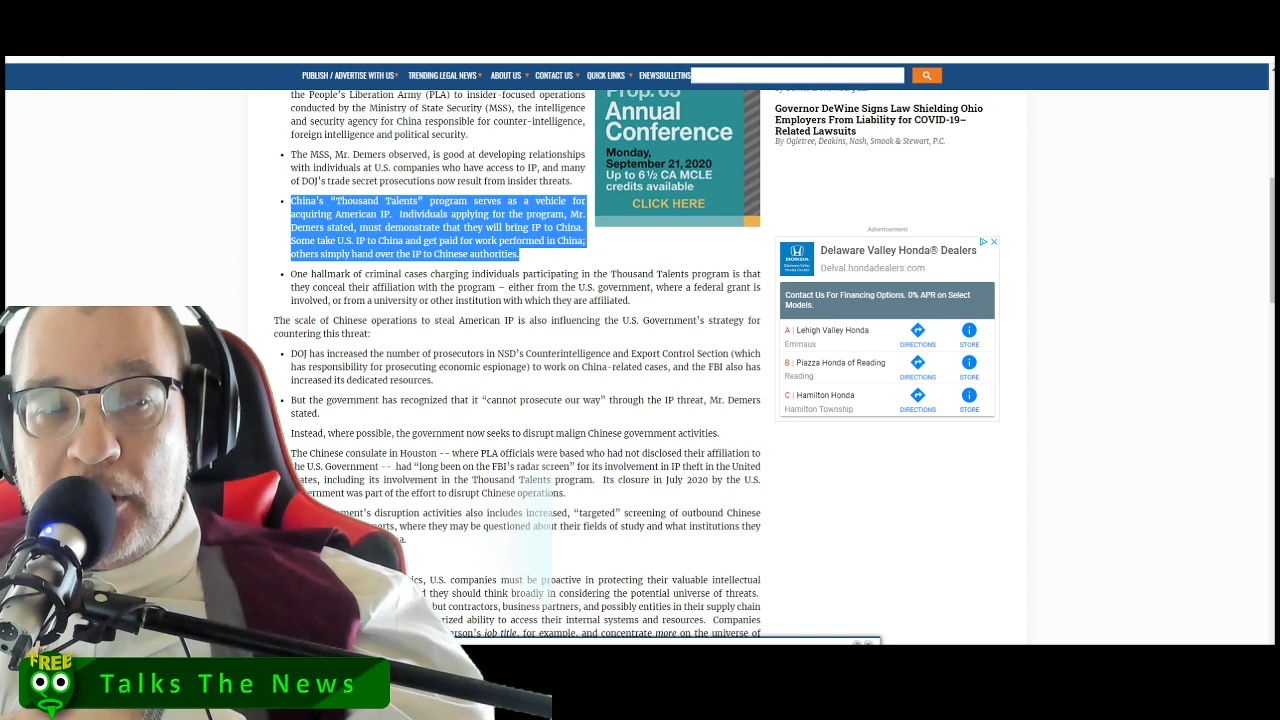 PUBLISH / ADVERTISE WITH US
TRENDING LEGAL NEWS
ABOUT US
CONTACT US
QUICK LINKS
ENEWSBULLETINS
the People's Liberation Army (PLA) to insider-focused operations
conducted by the Ministry of State Security (MSS), the intelligence
and security agency for China responsible for counter-intelligence,
foreign intelligence and political security.
The MSS, Mr. Demers observed, is good at developing relationships
with individuals at U.S. companies who have access to IP, and many
of DOJ's trade secret prosecutions now result from insider threats.
China's “Thousand Talents” program serves as a vehicle for
acquiring American IP. Individuals applying for the program, Mr.
Demers stated, must demonstrate that they will bring IP to China.
Some take U.S. IP to China and get paid for work performed in China;
others simply hand over the IP to Chinese authorities.
One hallmark of criminal cases charging individuals participating in the Thousand Talents program is that
they conceal their affiliation with the program – either from the U.S. government, where a federal grant is
involved, or from a university or other institution with which they are affiliated.
The scale of Chinese operations to steal American IP is also influencing the U.S. Government's strategy for
countering this threat:
DOJ has increased the number of prosecutors in NSD's Counterintelligence and Export Control Section (which
has responsibility for prosecuting economic espionage) to work on China-related cases, and the FBI also has
increased its dedicated resources.
But the government has recognized that it “cannot prosecute our way” through the IP threat, Mr. Demers
stated.
Instead, where possible, the government now seeks to disrupt malign Chinese government activities.
The Chinese consulate in Houston -- where PLA officials were based who had not disclosed their affiliation to
the U.S. Government -- had “long been on the FBI's radar screen” for its involvement in IP theft in the United
ates, including its involvement in the Thousand Talents program. Its closure in July 2020 by the U.S.
ernment was part of the effort to disrupt Chinese operations.
ment's disruption activities also includes increased, “targeted” screening of outbound Chinese
orts, where they may be questioned about their fields of study and what institutions they
a.
ics, U.S. companies must be proactive in protecting their valuable intellectual
d they should think broadly in considering the potential universe of threats.
but contractors, business partners, and possibly entities in their supply chain
rized ability to access their internal systems and resources. Companies
erson's job title, for example, and concentrate more on the universe of
Prop. 65
Annual
Conference
Monday,
September 21, 2020
Up to 6 ½ CA MCLE
credits available
CLICK HERE
Governor DeWine Signs Law Shielding Ohio
Employers From Liability for COVID-19–
Related Lawsuits
By Ogletree, Deakins, Nash, Smoak & Stewart, P.C.
Advertisement
HONDA
Delaware Valley Honda® Dealers
Delval.hondadealers.com
Contact Us For Financing Options. 0% APR on Select
Models.
A | Lehigh Valley Honda
Emmaus
DIRECTIONS
STORE
B | Piazza Honda of Reading
Reading
DIRECTIONS
STORE
C | Hamilton Honda
Hamilton Township
DIRECTIONS
STORE
FREE
Talks The News